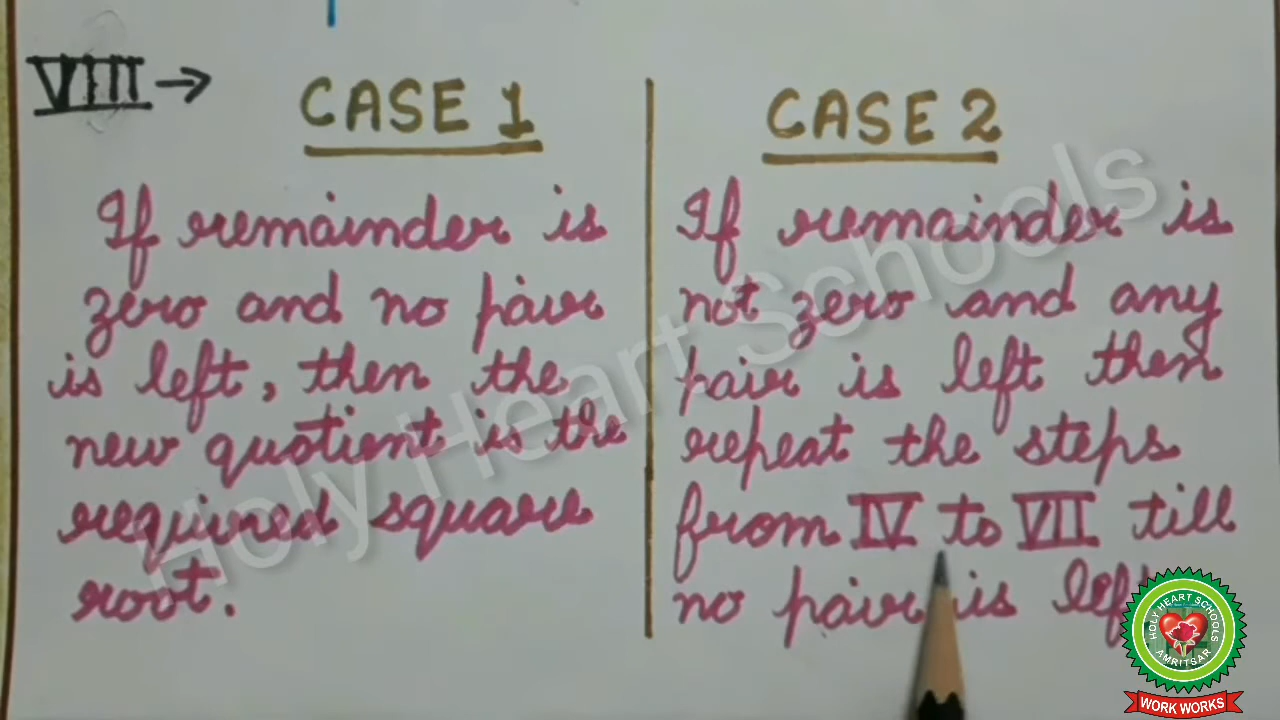 VIII →
CASE 1
If remainder is
zero and no pair
is left, then the
new quotient is the
required square
root.
CASE 2
If remainder is
not zero and any
pair is left then
repeat the steps
from IV to VII till
no pair is left
Holy Heart Schools
HOLY HEART SCHOOLS
AMRITSAR
WORK WORKS